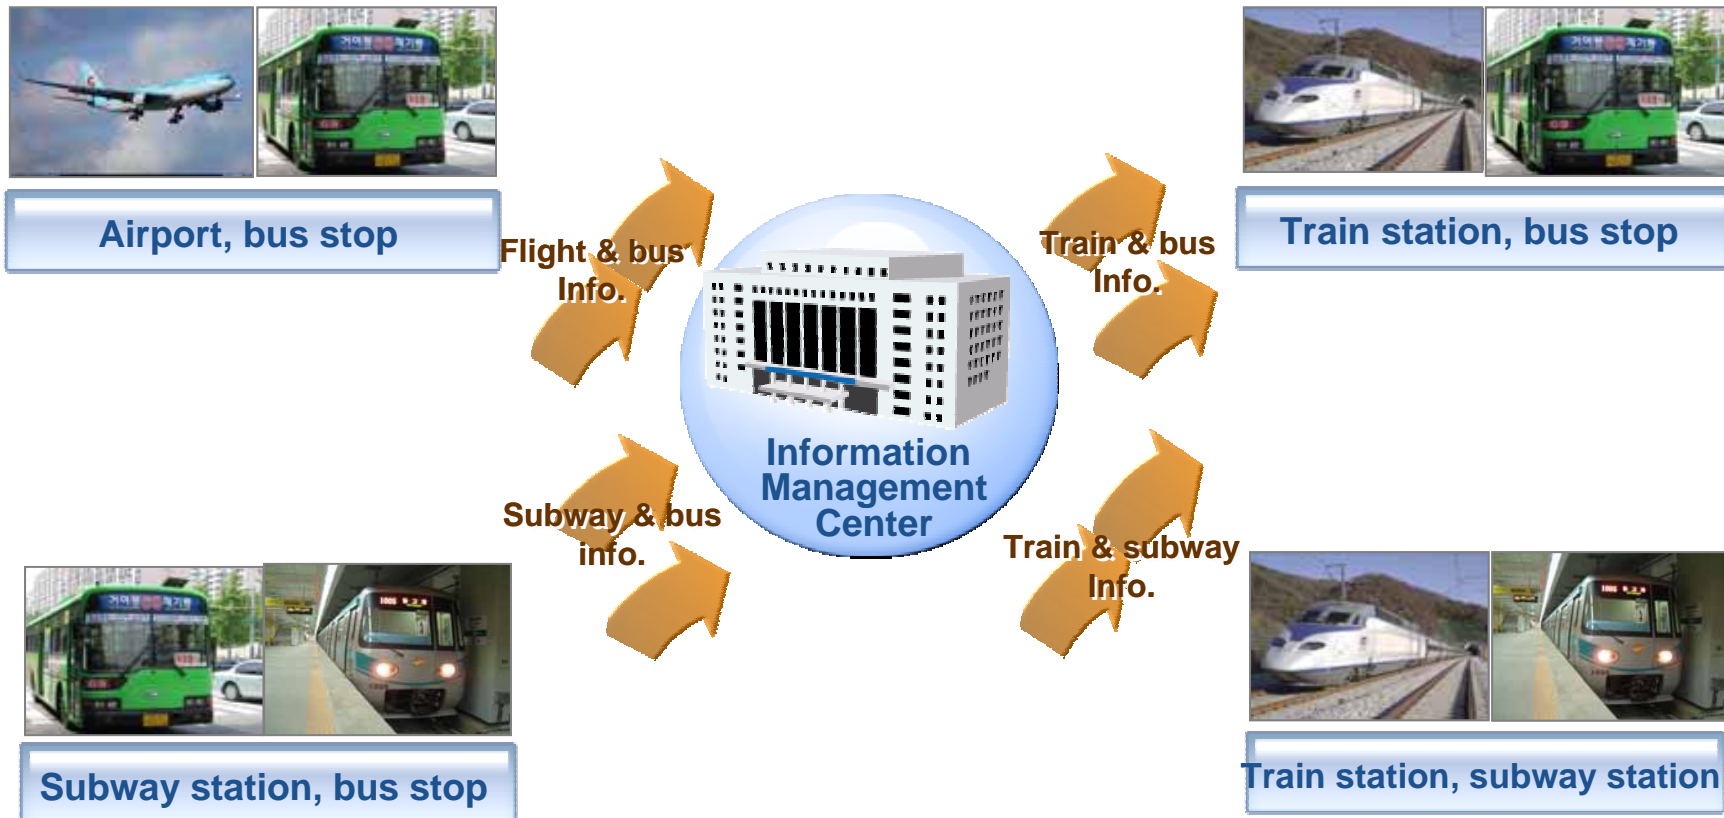 Airport, bus stop
Train station, bus stop
Flight & bus
Info.
Train & bus
Info.
Information
Management
Center
Subway & bus
info.
Train & subway
Info.
Subway station, bus stop
Train station, subway station